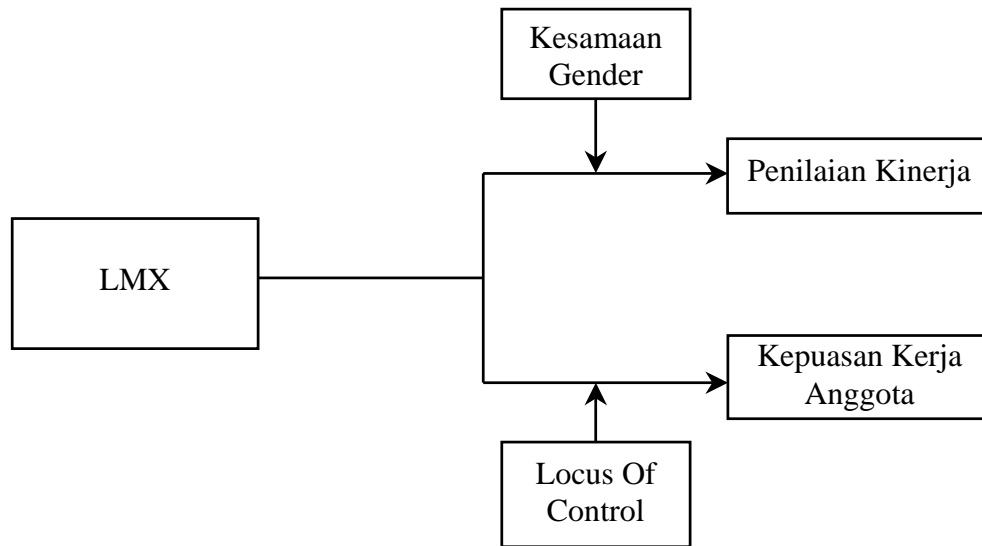 Kesamaan
Gender
Penilaian Kinerja
LMX
Kepuasan Kerja
Anggota
Locus Of
Control